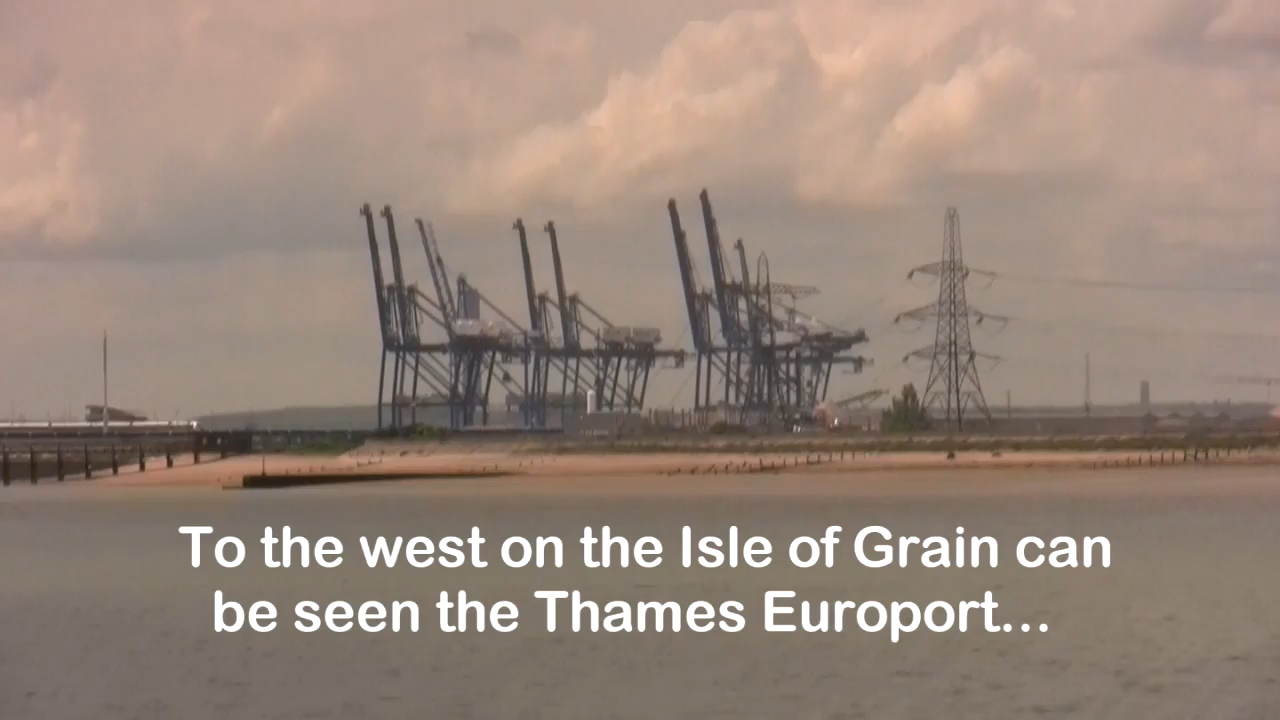 To the west on the Isle of Grain can
be seen the Thames Europort...